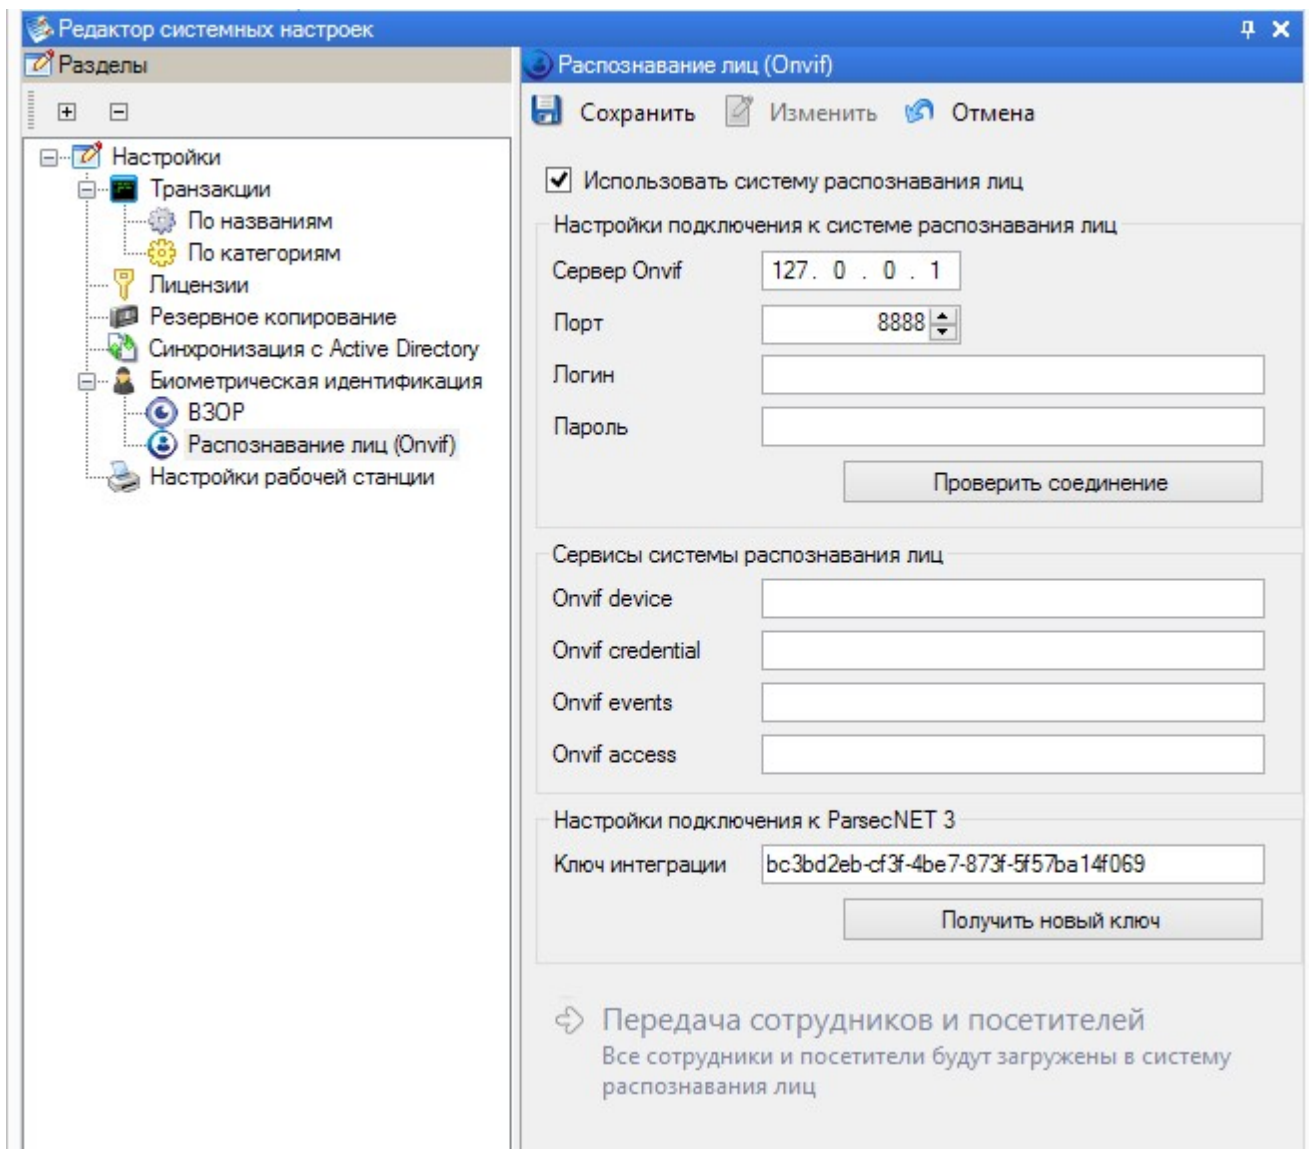 Редактор системных настроек
Разделы
Настройки
Транзакции
По названиям
По категориям
Лицензии
Резервное копирование
Синхронизация с Active Directory
Биометрическая идентификация
ВЗОР
Распознавание лиц (Onvif)
Настройки рабочей станции
Распознавание лиц (Onvif)
Сохранить Изменить Отмена
Использовать систему распознавания лиц
Настройки подключения к системе распознавания лиц
Сервер Onvif 127. 0 . 0 . 1
Порт 8888
Логин
Пароль
Проверить соединение
Сервисы системы распознавания лиц
Onvif device
Onvif credential
Onvif events
Onvif access
Настройки подключения к ParsecNET 3
Ключ интеграции bc3bd2eb-cf3f-4be7-873f-5f57ba14f069
Получить новый ключ
Передача сотрудников и посетителей
Все сотрудники и посетители будут загружены в систему
распознавания лиц